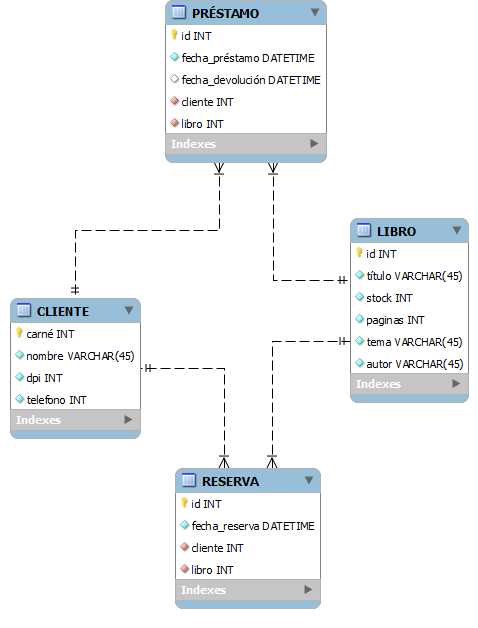 PRÉSTAMO
id INT
fecha_préstamo DATETIME
fecha_devolución DATETIME
cliente INT
libro INT
Indexes
LIBRO
id INT
título VARCHAR(45)
stock INT
paginas INT
tema VARCHAR(45)
autor VARCHAR(45)
Indexes
CLIENTE
carné INT
nombre VARCHAR(45)
dpi INT
telefono INT
Indexes
RESERVA
id INT
fecha_reserva DATETIME
cliente INT
libro INT
Indexes